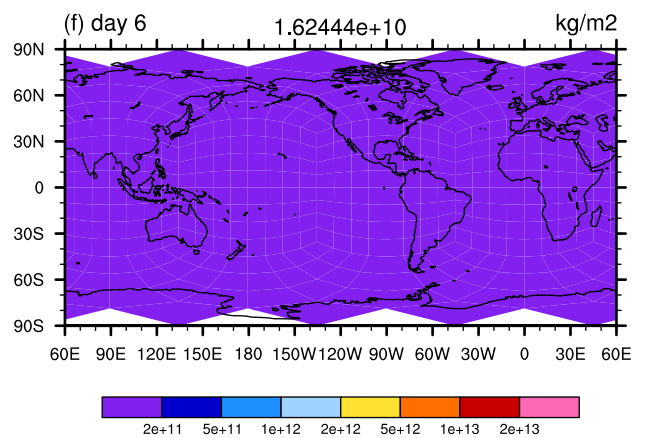 (f) day 6 1.62444e+10 kg/m2
90N
60N
30N
0
30S
60S
90S
60E 90E 120E 150E 180 150W 120W 90W 60W 30W 0 30E 60E
2e+11 5e+11 1e+12 2e+12 5e+12 1e+13 2e+13